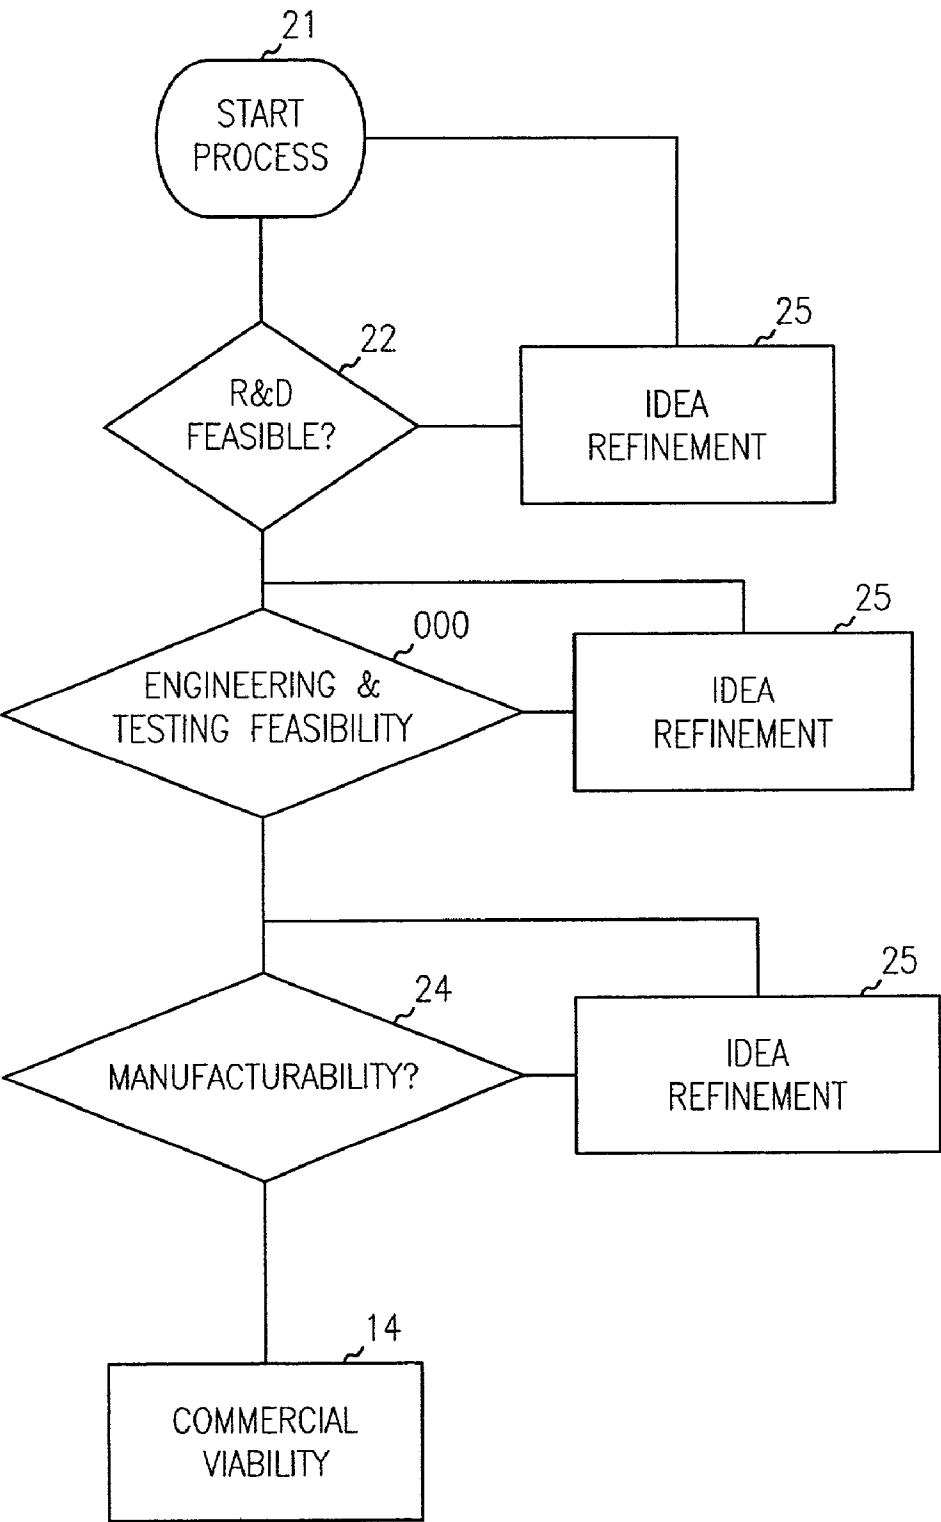 21
START
PROCESS
22
R&D
FEASIBLE?
25
IDEA
REFINEMENT
000
ENGINEERING &
TESTING FEASIBILITY
25
IDEA
REFINEMENT
24
MANUFACTURABILITY?
25
IDEA
REFINEMENT
14
COMMERCIAL
VIABILITY